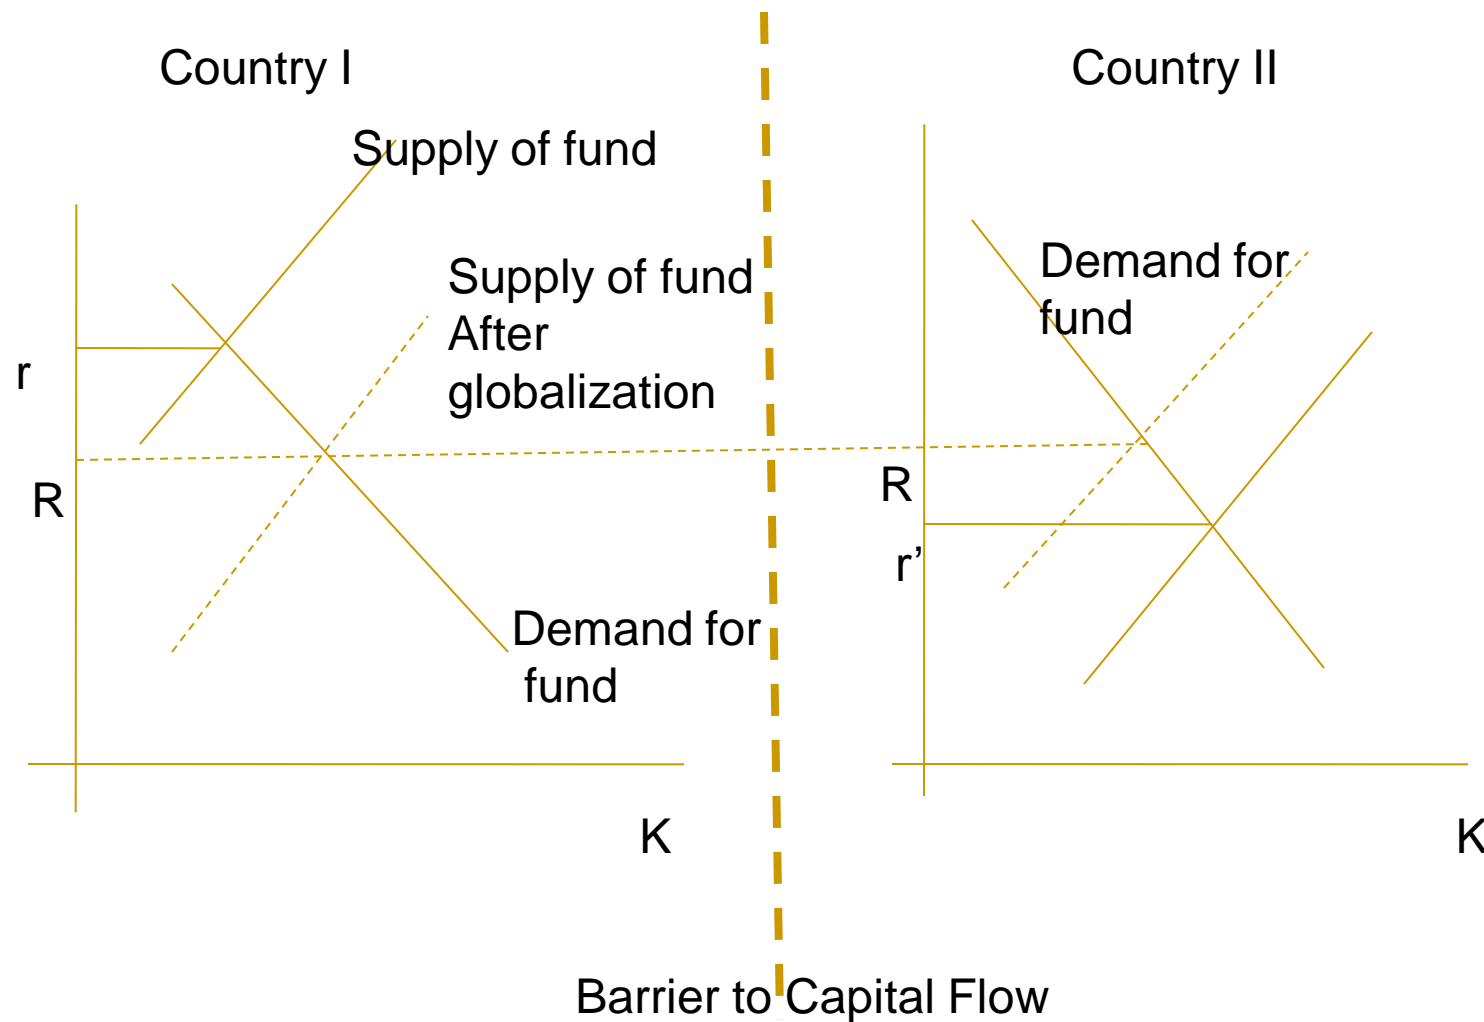 Country I
Country II
Supply of fund
Supply of fund
After
globalization
Demand for
fund
r
R
R
r’
Demand for
fund
K
K
Barrier to Capital Flow